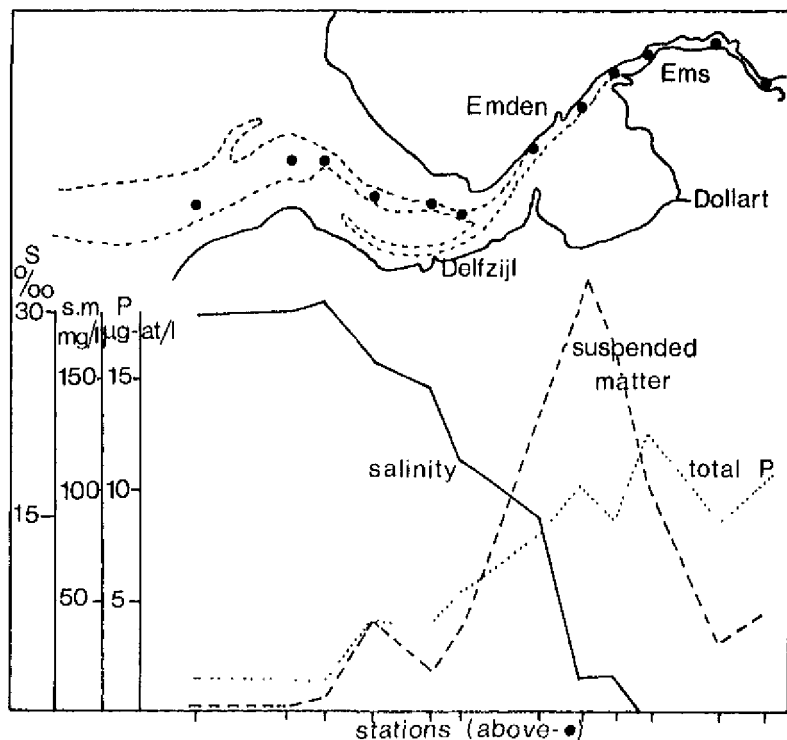 Emden
Ems
Dollart
Delfzijl
S
‰
30
15
s.m.
mg/l
150
100
50
P
µg-at/l
15
10
5
suspended
matter
salinity
total P
stations (above-●)